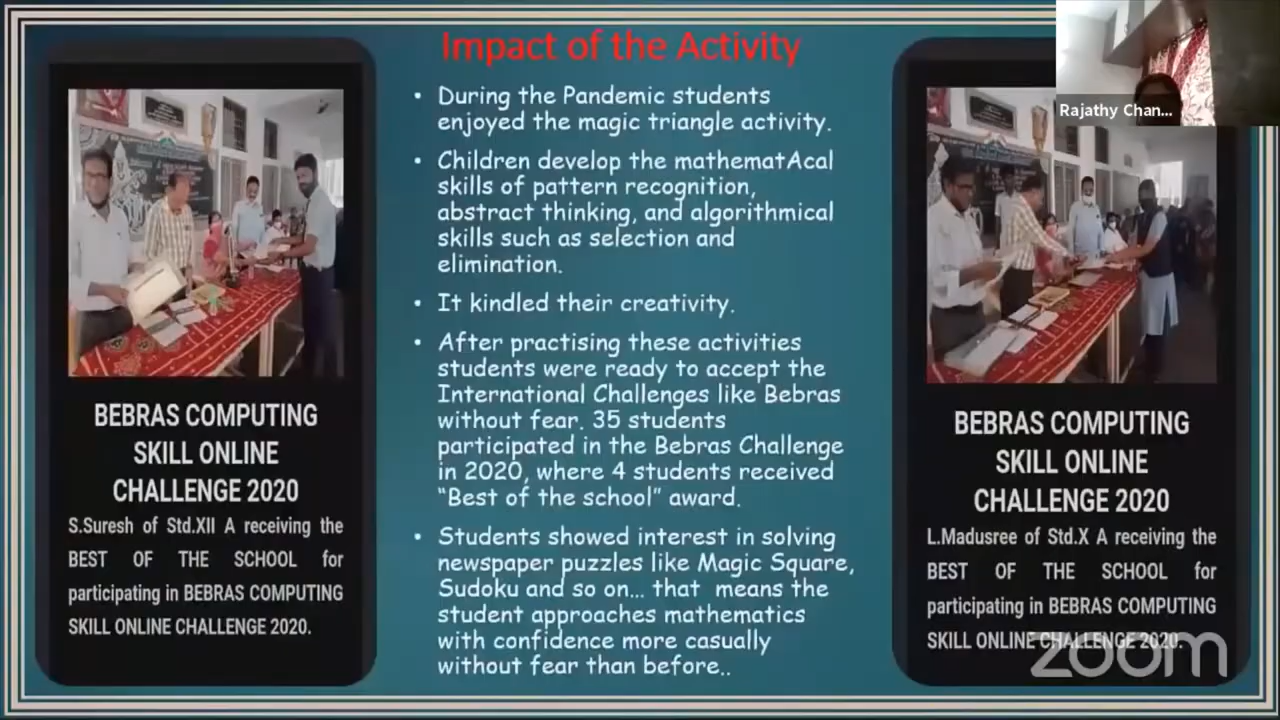 Impact of the Activity
• During the Pandemic students
enjoyed the magic triangle activity.
• Children develop the mathematAcal
skills of pattern recognition,
abstract thinking, and algorithmical
skills such as selection and
elimination.
• It kindled their creativity.
• After practising these activities
students were ready to accept the
International Challenges like Bebras
without fear. 35 students
participated in the Bebras Challenge
in 2020, where 4 students received
“Best of the school” award.
• Students showed interest in solving
newspaper puzzles like Magic Square,
Sudoku and so on... that means the
student approaches mathematics
with confidence more casually
without fear than before..
BEBRAS COMPUTING
SKILL ONLINE
CHALLENGE 2020
S.Suresh of Std.XII A receiving the
BEST OF THE SCHOOL for
participating in BEBRAS COMPUTING
SKILL ONLINE CHALLENGE 2020.
BEBRAS COMPUTING
SKILL ONLINE
CHALLENGE 2020
L.Madusree of Std.X A receiving the
BEST OF THE SCHOOL for
participating in BEBRAS COMPUTING
SKILL ONLINE CHALLENGE 2020.
Rajathy Chan...
zoom